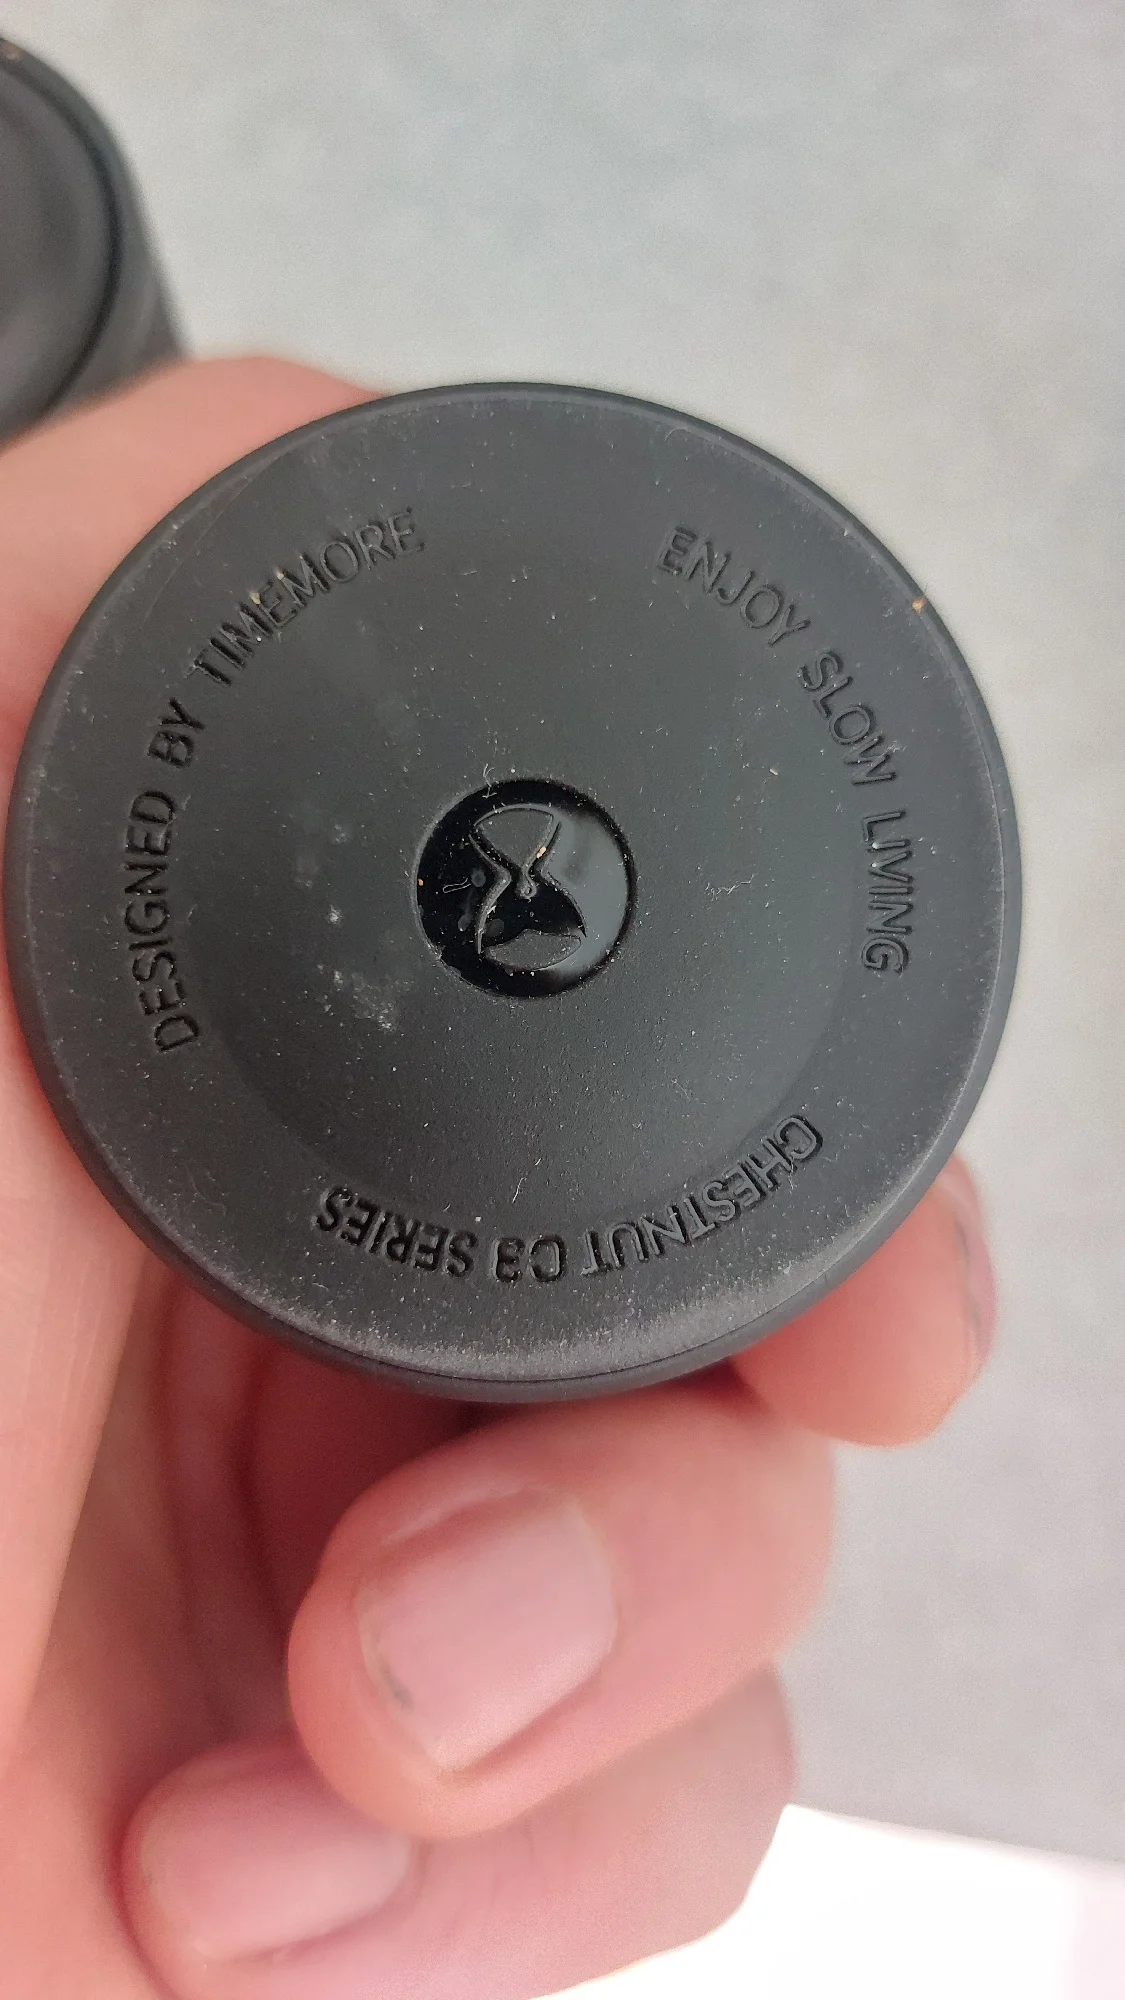 DESIGNED BY TIMEMORE
ENJOY SLOW LIVING
CHESTNUT C3 SERIES